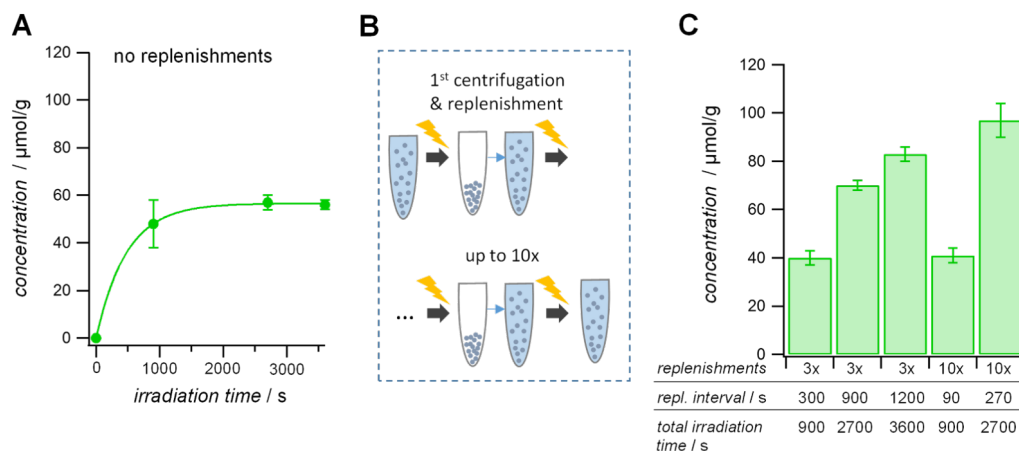 A
no replenishments
120
100
80
60
40
20
0
concentration / µmol/g
0 1000 2000 3000
irradiation time / s
B
1st centrifugation
& replenishment
up to 10x
...
C
120
100
80
60
40
20
0
concentration / µmol/g
replenishments 3x 3x 3x 10x 10x
repl. interval / s 300 900 1200 90 270
total irradiation 900 2700 3600 900 2700
time / s